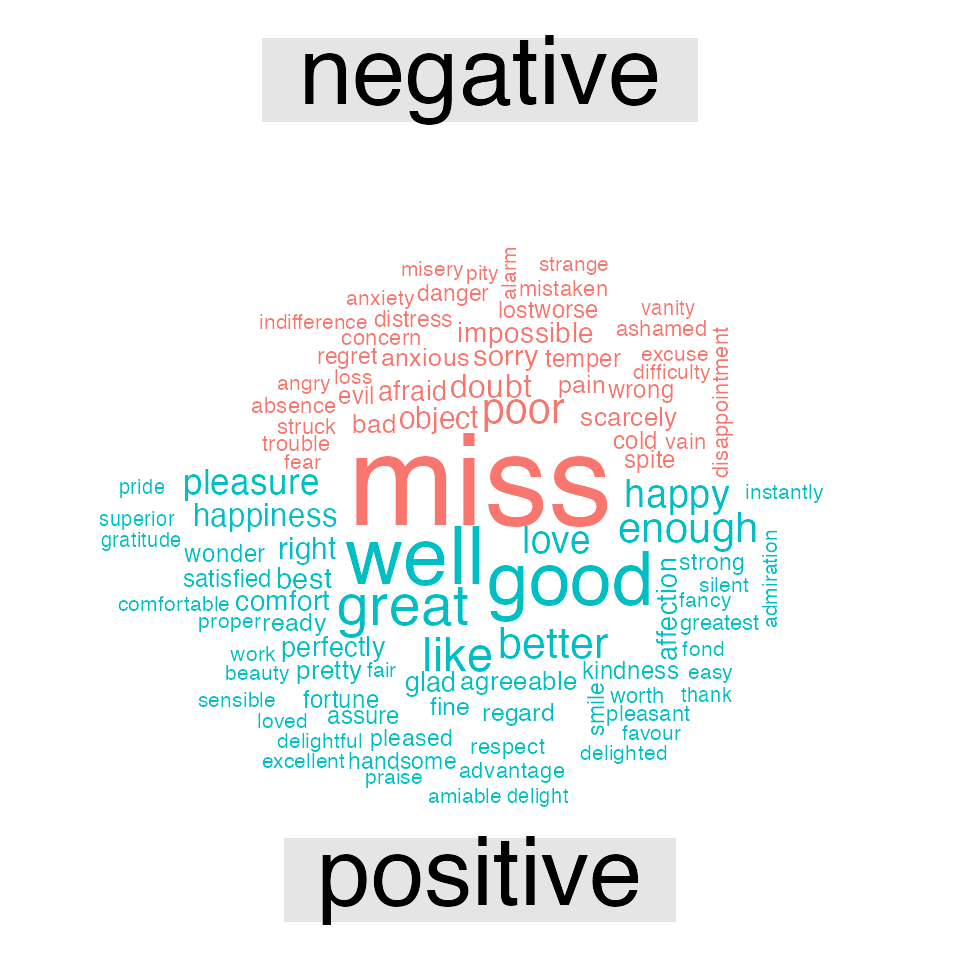 negative
misery pity alarm strange
anxiety danger mistaken
indifference distress lost worse vanity
concern impossible ashamed
regret anxious sorry temper excuse
angry loss evil afraid doubt pain wrong difficulty disappointment
absence struck bad object poor scarcely
trouble cold vain
fear miss spite
pride pleasure happy instantly
superior happiness enough
gratitude wonder right well love strong admiration
satisfied best good affection silent
comfortable comfort great fancy
proper ready greatest
work perfectly like better fond
beauty pretty fair glad agreeable kindness easy
sensible fortune fine smile worth thank
loved assure regard pleasant
delightful pleased respect favour
excellent handsome delighted
praise advantage
amiable delight
positive